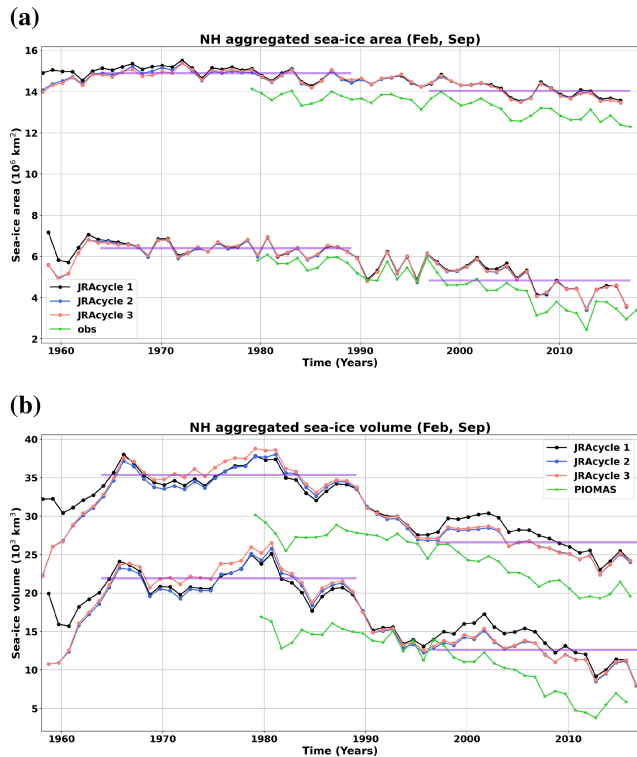 (a)
NH aggregated sea-ice area (Feb, Sep)
16
14
12
10
8
6
4
2
Sea-ice area (10⁶ km²)
JRAcycle 1
JRAcycle 2
JRAcycle 3
obs
1960
1970
1980
1990
2000
2010
Time (Years)
(b)
NH aggregated sea-ice volume (Feb, Sep)
40
35
30
25
20
15
10
5
Sea-ice volume (10³ km³)
JRAcycle 1
JRAcycle 2
JRAcycle 3
PIOMAS
1960
1970
1980
1990
2000
2010
Time (Years)